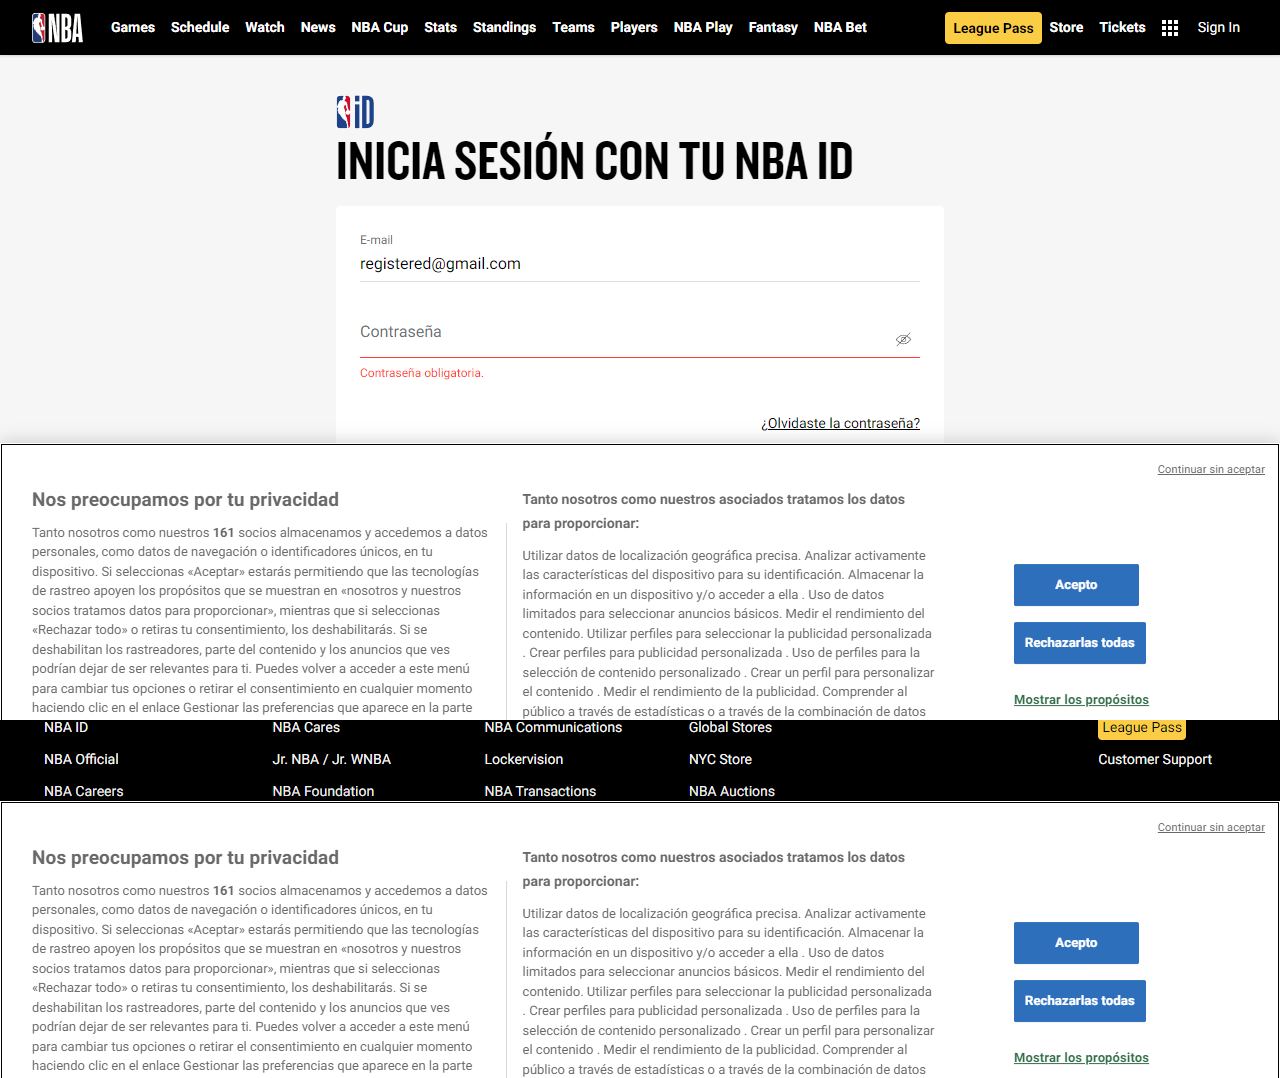 NBA Games Schedule Watch News NBA Cup Stats Standings Teams Players NBA Play Fantasy NBA Bet League Pass Store Tickets Sign In
iD
INICIA SESIÓN CON TU NBA ID
E-mail
registered@gmail.com
Contraseña
Contraseña obligatoria.
¿Olvidaste la contraseña?
Continuar sin aceptar
Nos preocupamos por tu privacidad
Tanto nosotros como nuestros 161 socios almacenamos y accedemos a datos
personales, como datos de navegación o identificadores únicos, en tu
dispositivo. Si seleccionas «Aceptar» estarás permitiendo que las tecnologías
de rastreo apoyen los propósitos que se muestran en «nosotros y nuestros
socios tratamos datos para proporcionar», mientras que si seleccionas
«Rechazar todo» o retiras tu consentimiento, los deshabilitarás. Si se
deshabilitan los rastreadores, parte del contenido y los anuncios que ves
podrían dejar de ser relevantes para ti. Puedes volver a acceder a este menú
para cambiar tus opciones o retirar el consentimiento en cualquier momento
haciendo clic en el enlace Gestionar las preferencias que aparece en la parte
Tanto nosotros como nuestros asociados tratamos los datos
para proporcionar:
Utilizar datos de localización geográfica precisa. Analizar activamente
las características del dispositivo para su identificación. Almacenar la
información en un dispositivo y/o acceder a ella . Uso de datos
limitados para seleccionar anuncios básicos. Medir el rendimiento del
contenido. Utilizar perfiles para seleccionar la publicidad personalizada
. Crear perfiles para publicidad personalizada . Uso de perfiles para la
selección de contenido personalizado . Crear un perfil para personalizar
el contenido . Medir el rendimiento de la publicidad. Comprender al
público a través de estadísticas o a través de la combinación de datos
Acepto
Rechazarlas todas
Mostrar los propósitos
NBA ID NBA Cares NBA Communications Global Stores League Pass
NBA Official Jr. NBA / Jr. WNBA Lockervision NYC Store Customer Support
NBA Careers NBA Foundation NBA Transactions NBA Auctions
Continuar sin aceptar
Nos preocupamos por tu privacidad
Tanto nosotros como nuestros 161 socios almacenamos y accedemos a datos
personales, como datos de navegación o identificadores únicos, en tu
dispositivo. Si seleccionas «Aceptar» estarás permitiendo que las tecnologías
de rastreo apoyen los propósitos que se muestran en «nosotros y nuestros
socios tratamos datos para proporcionar», mientras que si seleccionas
«Rechazar todo» o retiras tu consentimiento, los deshabilitarás. Si se
deshabilitan los rastreadores, parte del contenido y los anuncios que ves
podrían dejar de ser relevantes para ti. Puedes volver a acceder a este menú
para cambiar tus opciones o retirar el consentimiento en cualquier momento
haciendo clic en el enlace Gestionar las preferencias que aparece en la parte
Tanto nosotros como nuestros asociados tratamos los datos
para proporcionar:
Utilizar datos de localización geográfica precisa. Analizar activamente
las características del dispositivo para su identificación. Almacenar la
información en un dispositivo y/o acceder a ella . Uso de datos
limitados para seleccionar anuncios básicos. Medir el rendimiento del
contenido. Utilizar perfiles para seleccionar la publicidad personalizada
. Crear perfiles para publicidad personalizada . Uso de perfiles para la
selección de contenido personalizado . Crear un perfil para personalizar
el contenido . Medir el rendimiento de la publicidad. Comprender al
público a través de estadísticas o a través de la combinación de datos
Acepto
Rechazarlas todas
Mostrar los propósitos